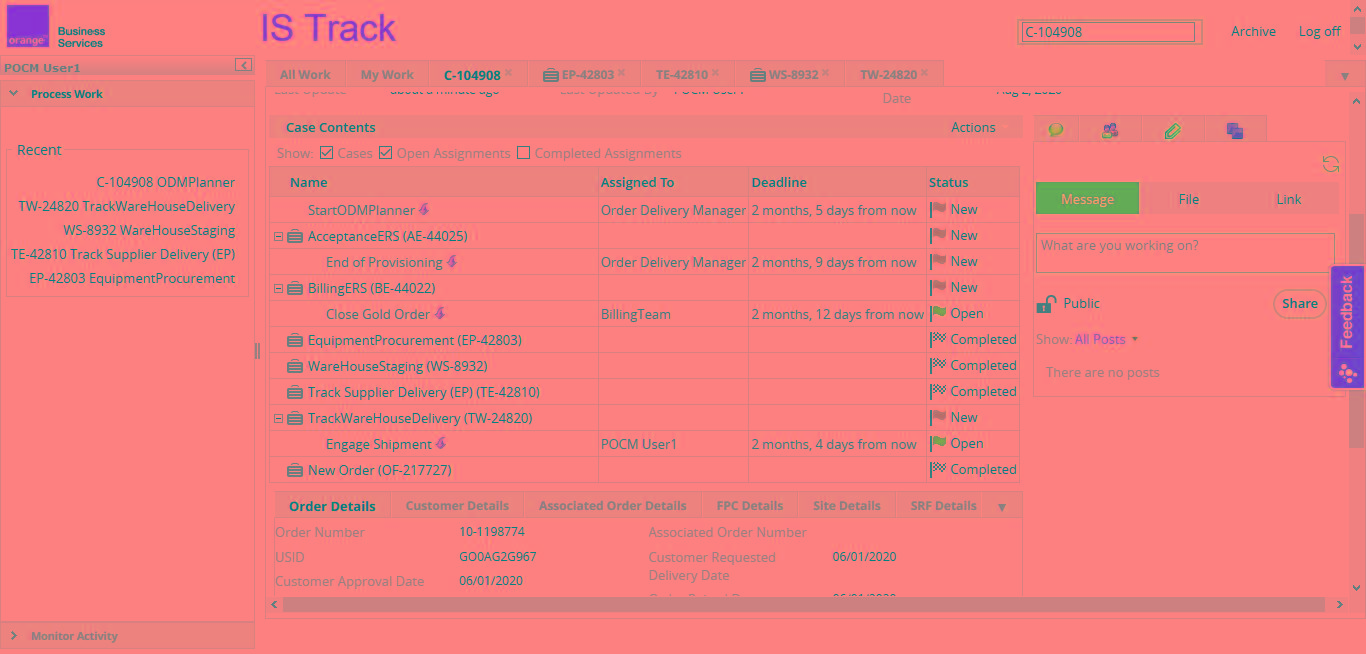 orange
Business
Services
IS Track
C-104908
Archive
Log off
POCM User1
Process Work
Recent
C-104908 ODMPlanner
TW-24820 TrackWareHouseDelivery
WS-8932 WareHouseStaging
TE-42810 Track Supplier Delivery (EP)
EP-42803 EquipmentProcurement
Monitor Activity
All Work My Work C-104908 EP-42803 TE-42810 WS-8932 TW-24820
Last Update about a minute ago Last Updated By POCM User1 Date Aug 2, 2020
Case Contents Actions
Show: Cases Open Assignments Completed Assignments
Name Assigned To Deadline Status
StartODMPlanner Order Delivery Manager 2 months, 5 days from now New
AcceptanceERS (AE-44025) New
End of Provisioning Order Delivery Manager 2 months, 9 days from now New
BillingERS (BE-44022) New
Close Gold Order BillingTeam 2 months, 12 days from now Open
EquipmentProcurement (EP-42803) Completed
WareHouseStaging (WS-8932) Completed
Track Supplier Delivery (EP) (TE-42810) Completed
TrackWareHouseDelivery (TW-24820) New
Engage Shipment POCM User1 2 months, 4 days from now Open
New Order (OF-217727) Completed
Order Details Customer Details Associated Order Details FPC Details Site Details SRF Details
Order Number 10-1198774 Associated Order Number
USID GO0AG2G967 Customer Requested Delivery Date 06/01/2020
Customer Approval Date 06/01/2020
Message File Link
What are you working on?
Public Share
Show: All Posts
There are no posts
Feedback